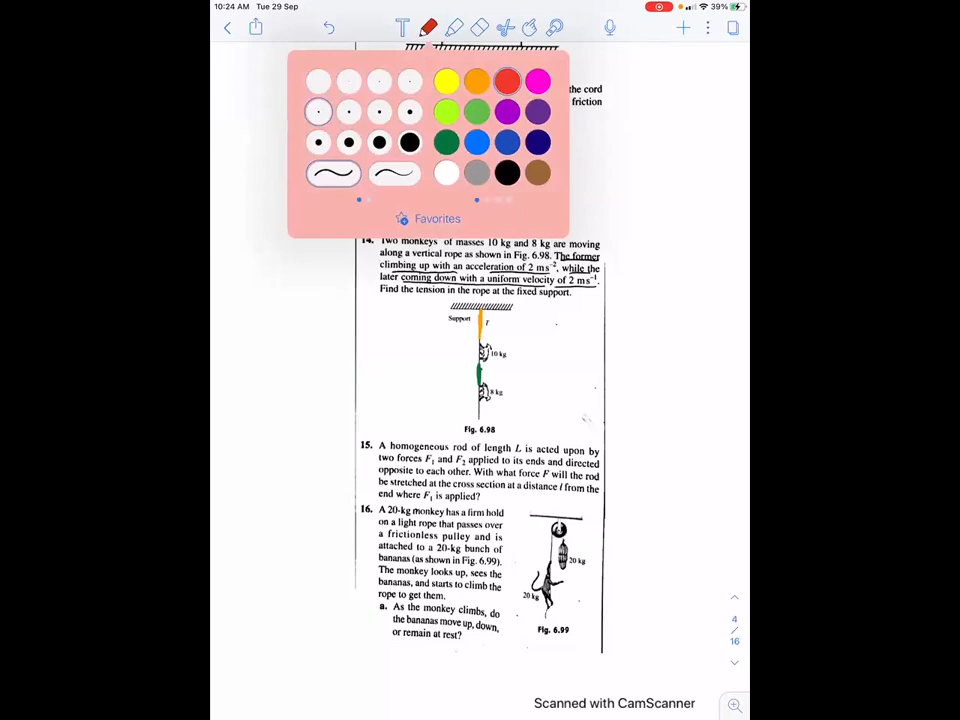 10:24 AM Tue 29 Sep
39%
T
the cord
friction
Favorites
14. Two monkeys of masses 10 kg and 8 kg are moving
along a vertical rope as shown in Fig. 6.98. The former
climbing up with an acceleration of 2 ms⁻², while the
later coming down with a uniform velocity of 2 ms⁻¹.
Find the tension in the rope at the fixed support.
Support
T
10 kg
8 kg
Fig. 6.98
15. A homogeneous rod of length L is acted upon by
two forces F₁ and F₂ applied to its ends and directed
opposite to each other. With what force F will the rod
be stretched at the cross section at a distance l from the
end where F₁ is applied?
16. A 20-kg monkey has a firm hold
on a light rope that passes over
a frictionless pulley and is
attached to a 20-kg bunch of
bananas (as shown in Fig. 6.99).
The monkey looks up, sees the
bananas, and starts to climb the
rope to get them.
a. As the monkey climbs, do
the bananas move up, down,
or remain at rest?
20 kg
20 kg
Fig. 6.99
4
/
16
Scanned with CamScanner